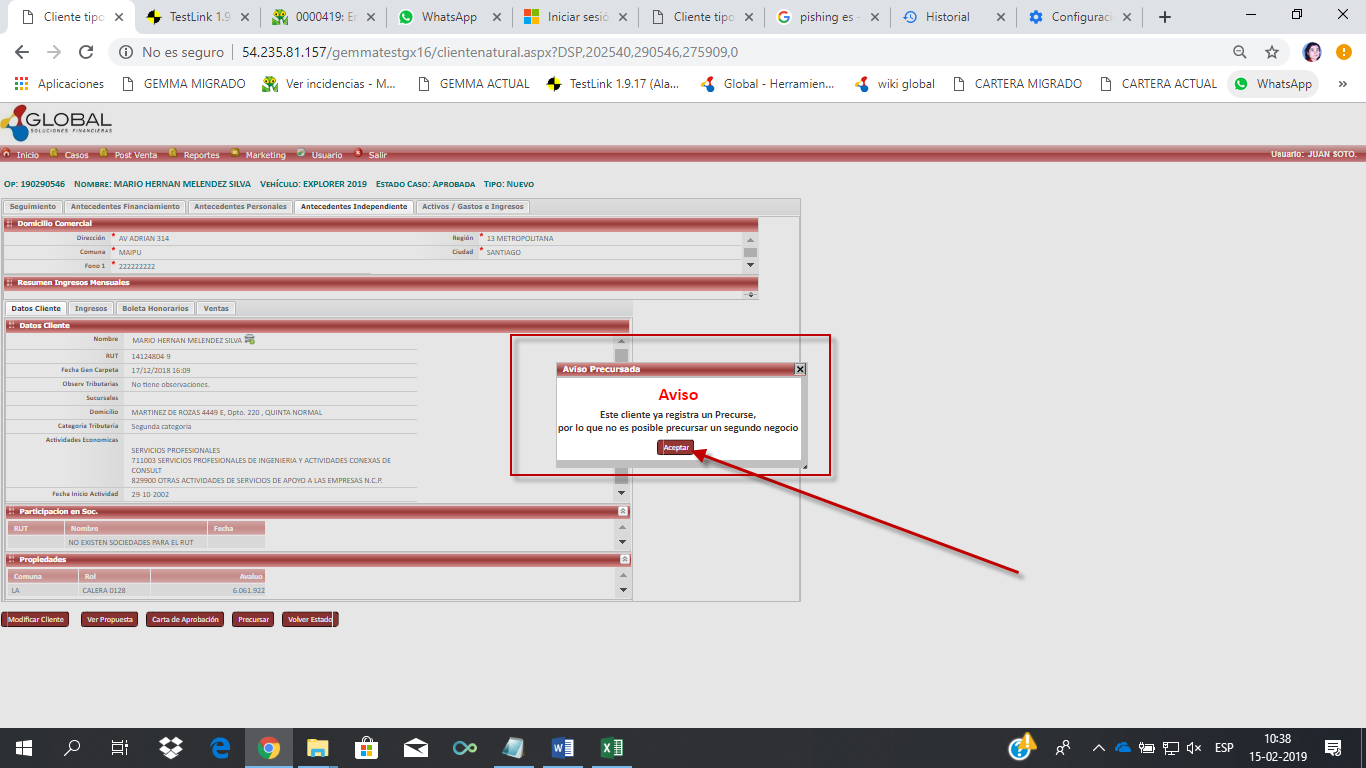 Cliente tipo
TestLink 1.9
0000419: Er
WhatsApp
Iniciar sesió
Cliente tipo
pishing es -
Historial
Configuraci
No es seguro
54.235.81.157/gemmatestgx16/clientenatural.aspx?DSP,202540,290546,275909,0
Aplicaciones
GEMMA MIGRADO
Ver incidencias - M...
GEMMA ACTUAL
TestLink 1.9.17 (Ala...
Global - Herramien...
wiki global
CARTERA MIGRADO
CARTERA ACTUAL
WhatsApp
»
GLOBAL
SOLUCIONES FINANCIERAS
Inicio Casos Post Venta Reportes Marketing Usuario Salir
Usuario: JUAN SOTO.
OP: 190290546 NOMBRE: MARIO HERNAN MELENDEZ SILVA VEHÍCULO: EXPLORER 2019 ESTADO CASO: APROBADA TIPO: NUEVO
Seguimiento Antecedentes Financiamiento Antecedentes Personales Antecedentes Independiente Activos / Gastos e Ingresos
Domicilio Comercial
Dirección * AV ADRIAN 314 Región * 13 METROPOLITANA
Comuna * MAIPU Ciudad * SANTIAGO
Fono 1 * 222222222
Resumen Ingresos Mensuales
Datos Cliente Ingresos Boleta Honorarios Ventas
Datos Cliente
Nombre MARIO HERNAN MELENDEZ SILVA
RUT 14124804-9
Fecha Gen Carpeta 17/12/2018 16:09
Observ Tributarias No tiene observaciones.
Sucursales
Domicilio MARTINEZ DE ROZAS 4449 E, Dpto. 220 , QUINTA NORMAL
Categoria Tributaria Segunda categoria
Actividades Economicas
SERVICIOS PROFESIONALES
711003 SERVICIOS PROFESIONALES DE INGENIERIA Y ACTIVIDADES CONEXAS DE
CONSULT
829900 OTRAS ACTIVIDADES DE SERVICIOS DE APOYO A LAS EMPRESAS N.C.P.
Fecha Inicio Actividad 29-10-2002
Participacion en Soc.
RUT Nombre Fecha
NO EXISTEN SOCIEDADES PARA EL RUT
Propiedades
Comuna Rol Avaluo
LA CALERA 0128 6.061.922
Modificar Cliente Ver Propuesta Carta de Aprobación Precursar Volver Estado
Aviso Precursada
Aviso
Este cliente ya registra un Precurse,
por lo que no es posible precursar un segundo negocio
Aceptar
ESP
10:38
15-02-2019